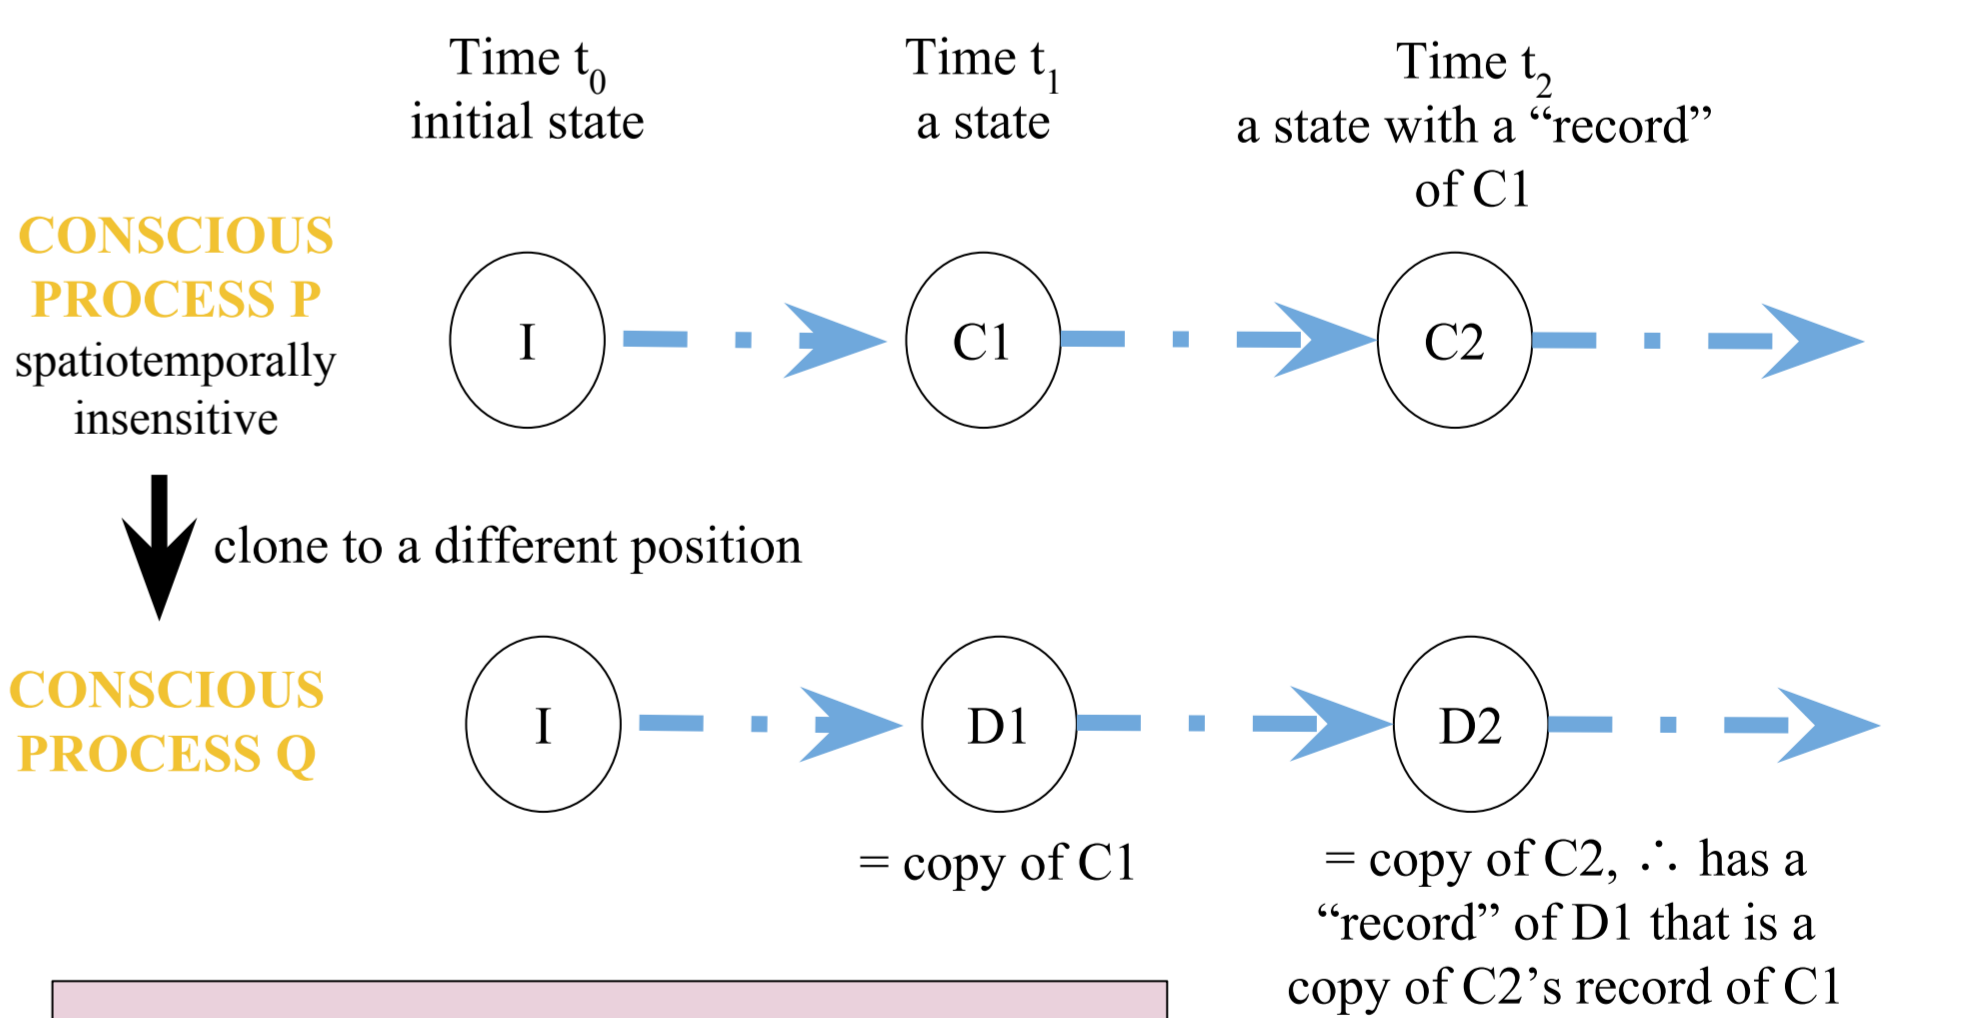 Time t₀
initial state
Time t₁
a state
Time t₂
a state with a “record”
of C1
CONSCIOUS
PROCESS P
spatiotemporally
insensitive
I
C1
C2
clone to a different position
CONSCIOUS
PROCESS Q
I
D1
D2
= copy of C1
= copy of C2, ∴ has a
“record” of D1 that is a
copy of C2’s record of C1